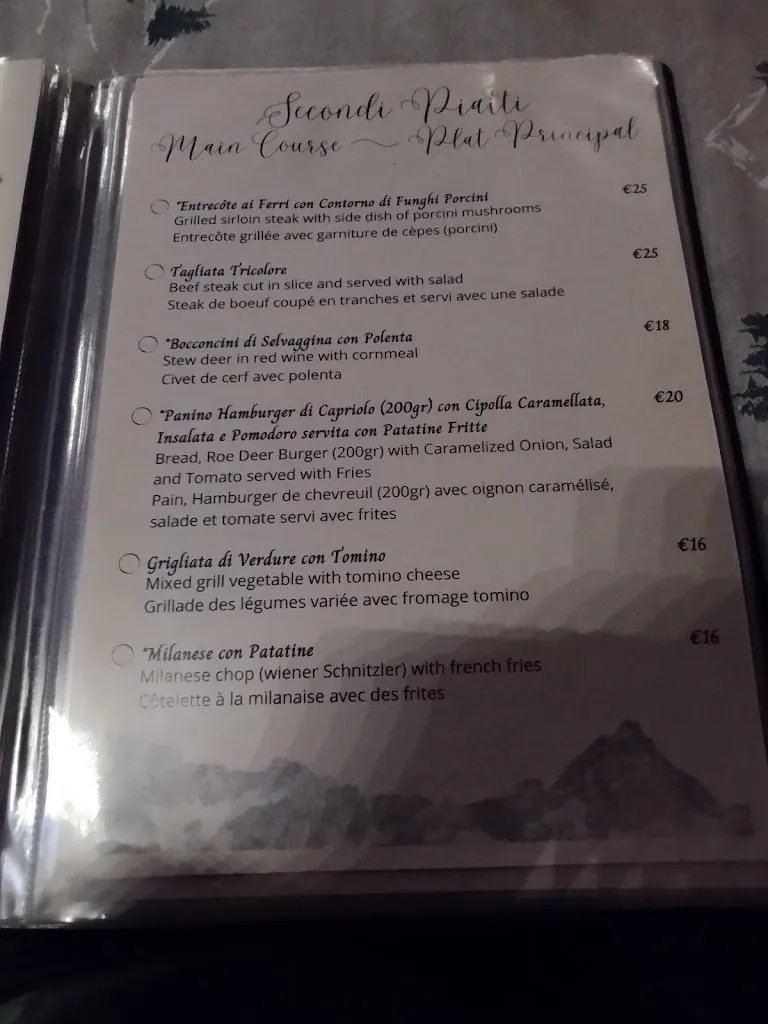 Secondi Piatti
Main Course ~ Plat Principal
*Entrecôte ai Ferri con Contorno di Funghi Porcini €25
Grilled sirloin steak with side dish of porcini mushrooms
Entrecôte grillée avec garniture de cèpes (porcini)
Tagliata Tricolore €25
Beef steak cut in slice and served with salad
Steak de boeuf coupé en tranches et servi avec une salade
*Bocconcini di Selvaggina con Polenta €18
Stew deer in red wine with cornmeal
Civet de cerf avec polenta
*Panino Hamburger di Capriolo (200gr) con Cipolla Caramellata, €20
Insalata e Pomodoro servita con Patatine Fritte
Bread, Roe Deer Burger (200gr) with Caramelized Onion, Salad
and Tomato served with Fries
Pain, Hamburger de chevreuil (200gr) avec oignon caramélisé,
salade et tomate servi avec frites
Grigliata di Verdure con Tomino €16
Mixed grill vegetable with tomino cheese
Grillade des légumes variée avec fromage tomino
*Milanese con Patatine €16
Milanese chop (wiener Schnitzler) with french fries
Côtelette à la milanaise avec des frites